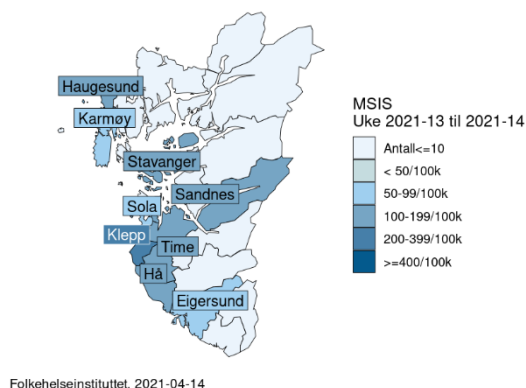 Haugesund
Karmøy
Stavanger
Sandnes
Sola
Klepp
Time
Hå
Eigersund
MSIS
Uke 2021-13 til 2021-14
Antall<=10
< 50/100k
50-99/100k
100-199/100k
200-399/100k
>=400/100k
Folkehelseinstituttet, 2021-04-14